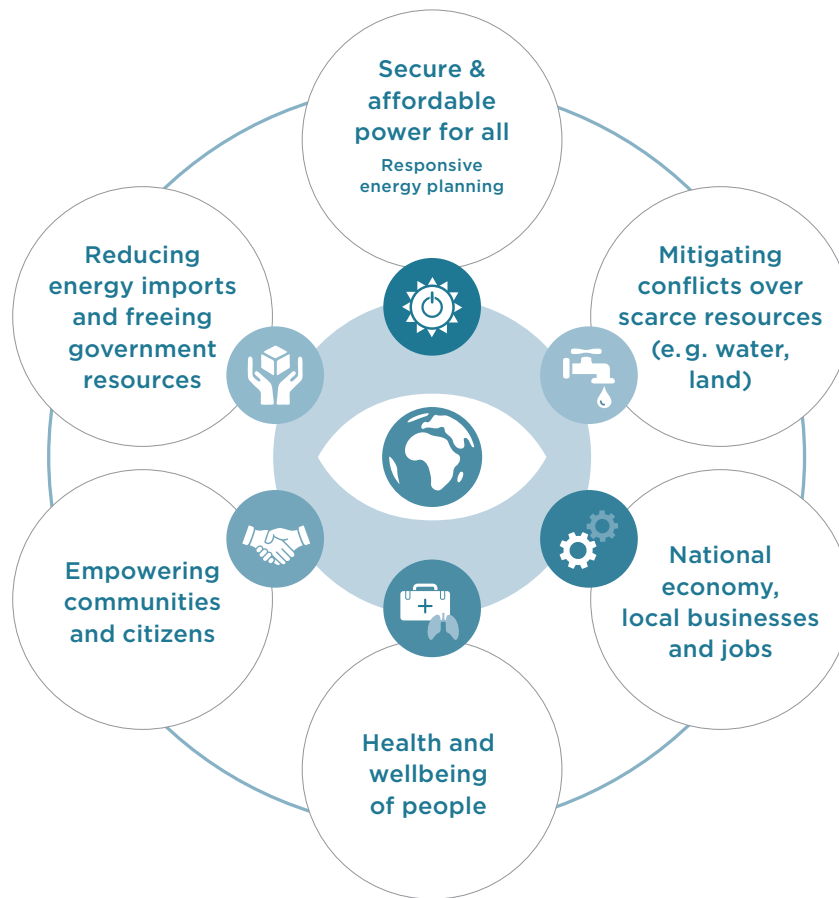 Secure &
affordable
power for all
Responsive
energy planning
Reducing
energy imports
and freeing
government
resources
Mitigating
conflicts over
scarce resources
(e. g. water,
land)
Empowering
communities
and citizens
National
economy,
local businesses
and jobs
Health and
wellbeing
of people